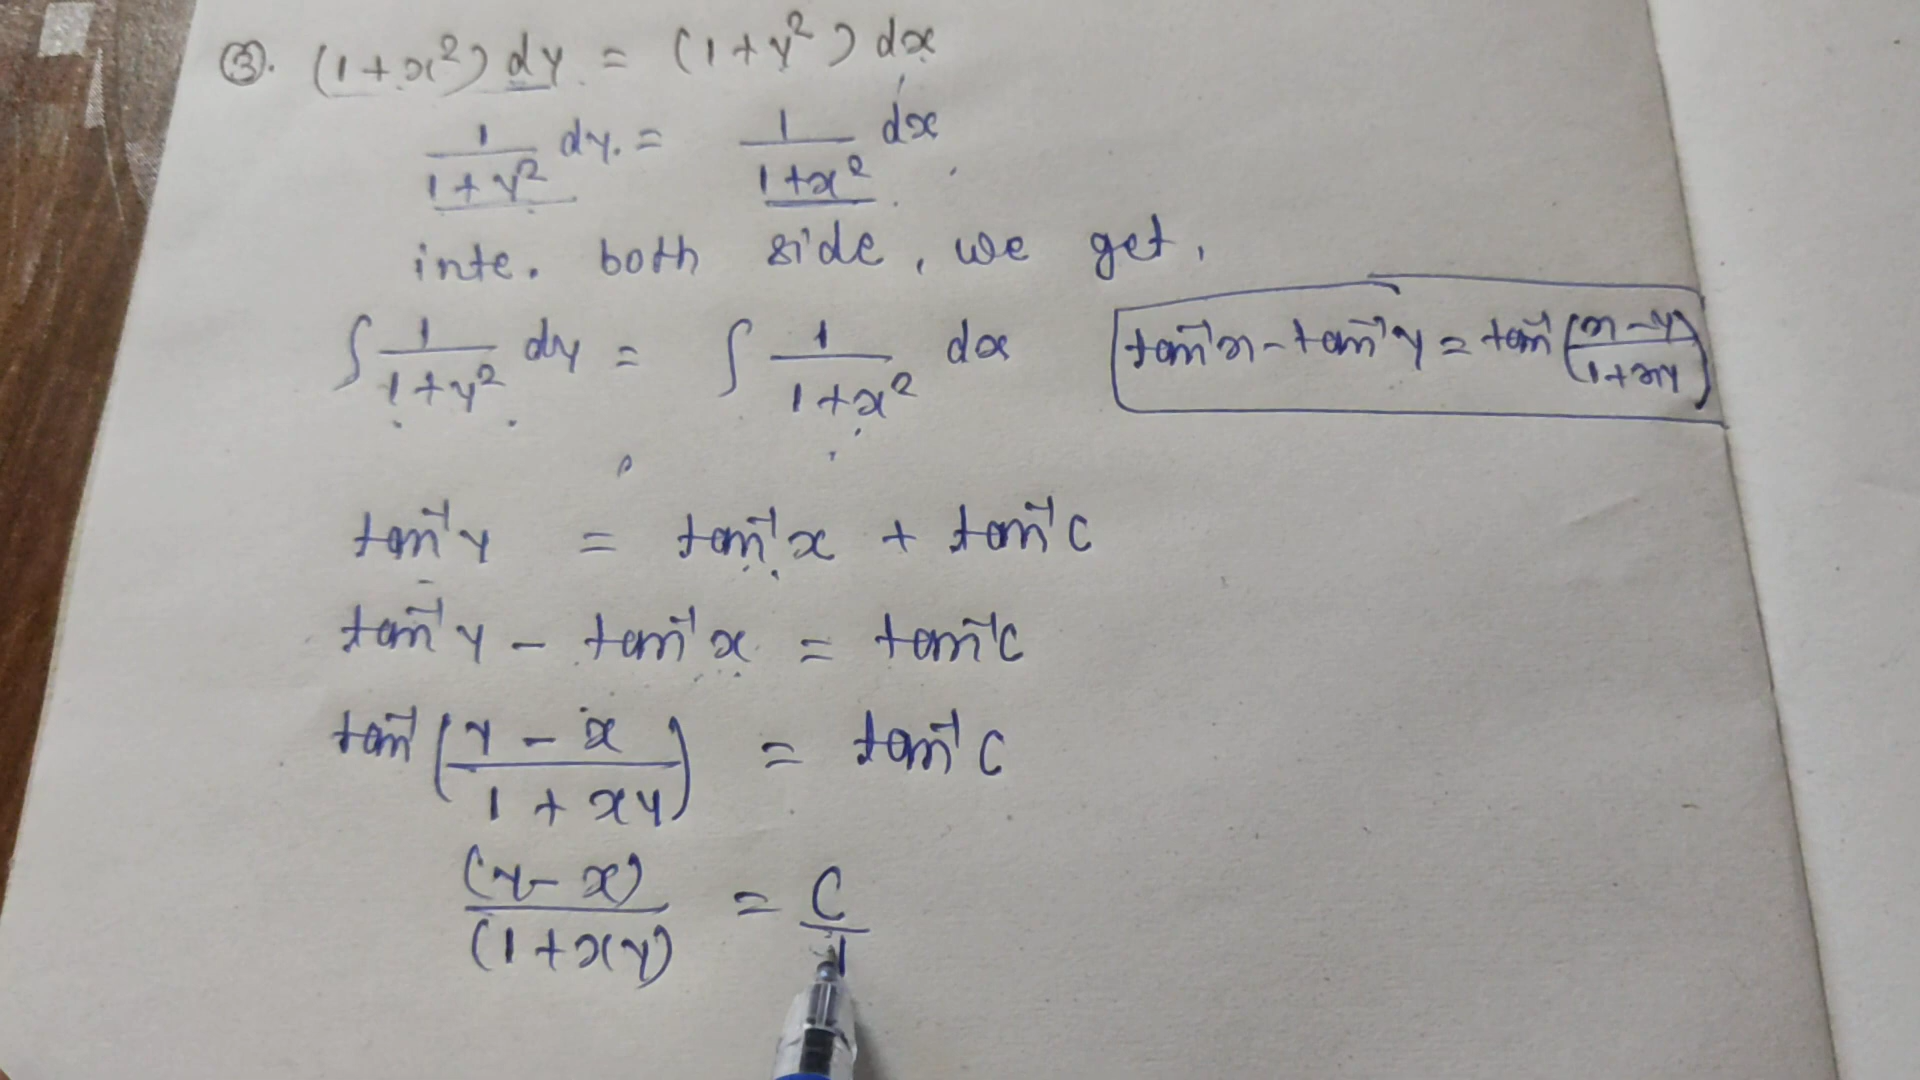 ③. (1+x²) dy = (1+y²) dx
1/(1+y²) dy. = 1/(1+x²) dx
inte. both side, we get,
∫ 1/(1+y²) dy = ∫ 1/(1+x²) dx
tan⁻¹x - tan⁻¹y = tan⁻¹((x-y)/(1+xy))
tan⁻¹y = tan⁻¹x + tan⁻¹c
tan⁻¹y - tan⁻¹x = tan⁻¹c
tan⁻¹((y - x)/(1 + xy)) = tan⁻¹c
(y-x)/(1+xy) = C/1